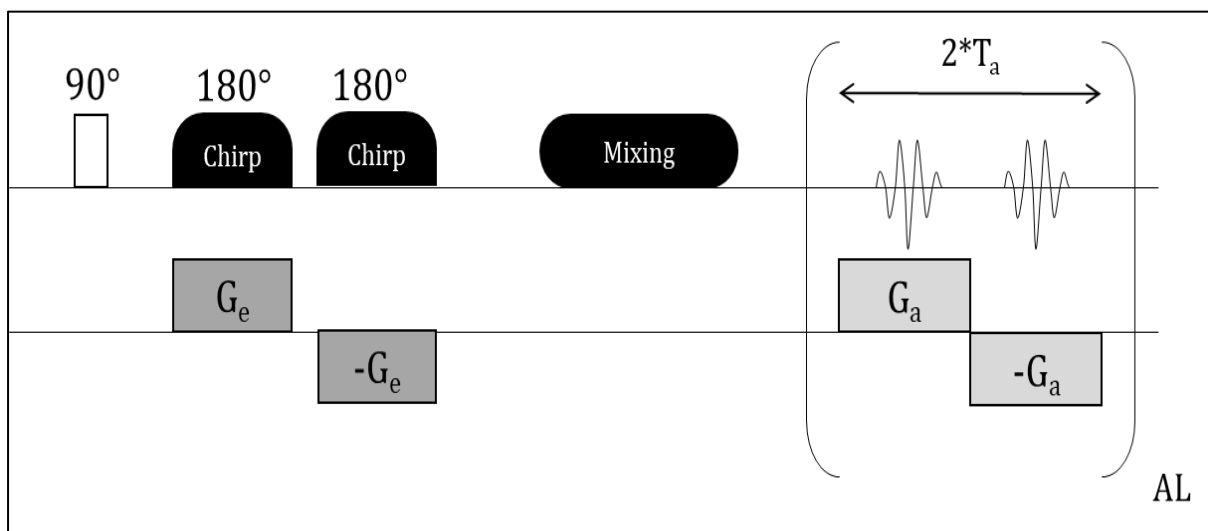 90° 180° 180°
Chirp Chirp Mixing
2*Tₐ
Gₑ
-Gₑ
Gₐ
-Gₐ
AL